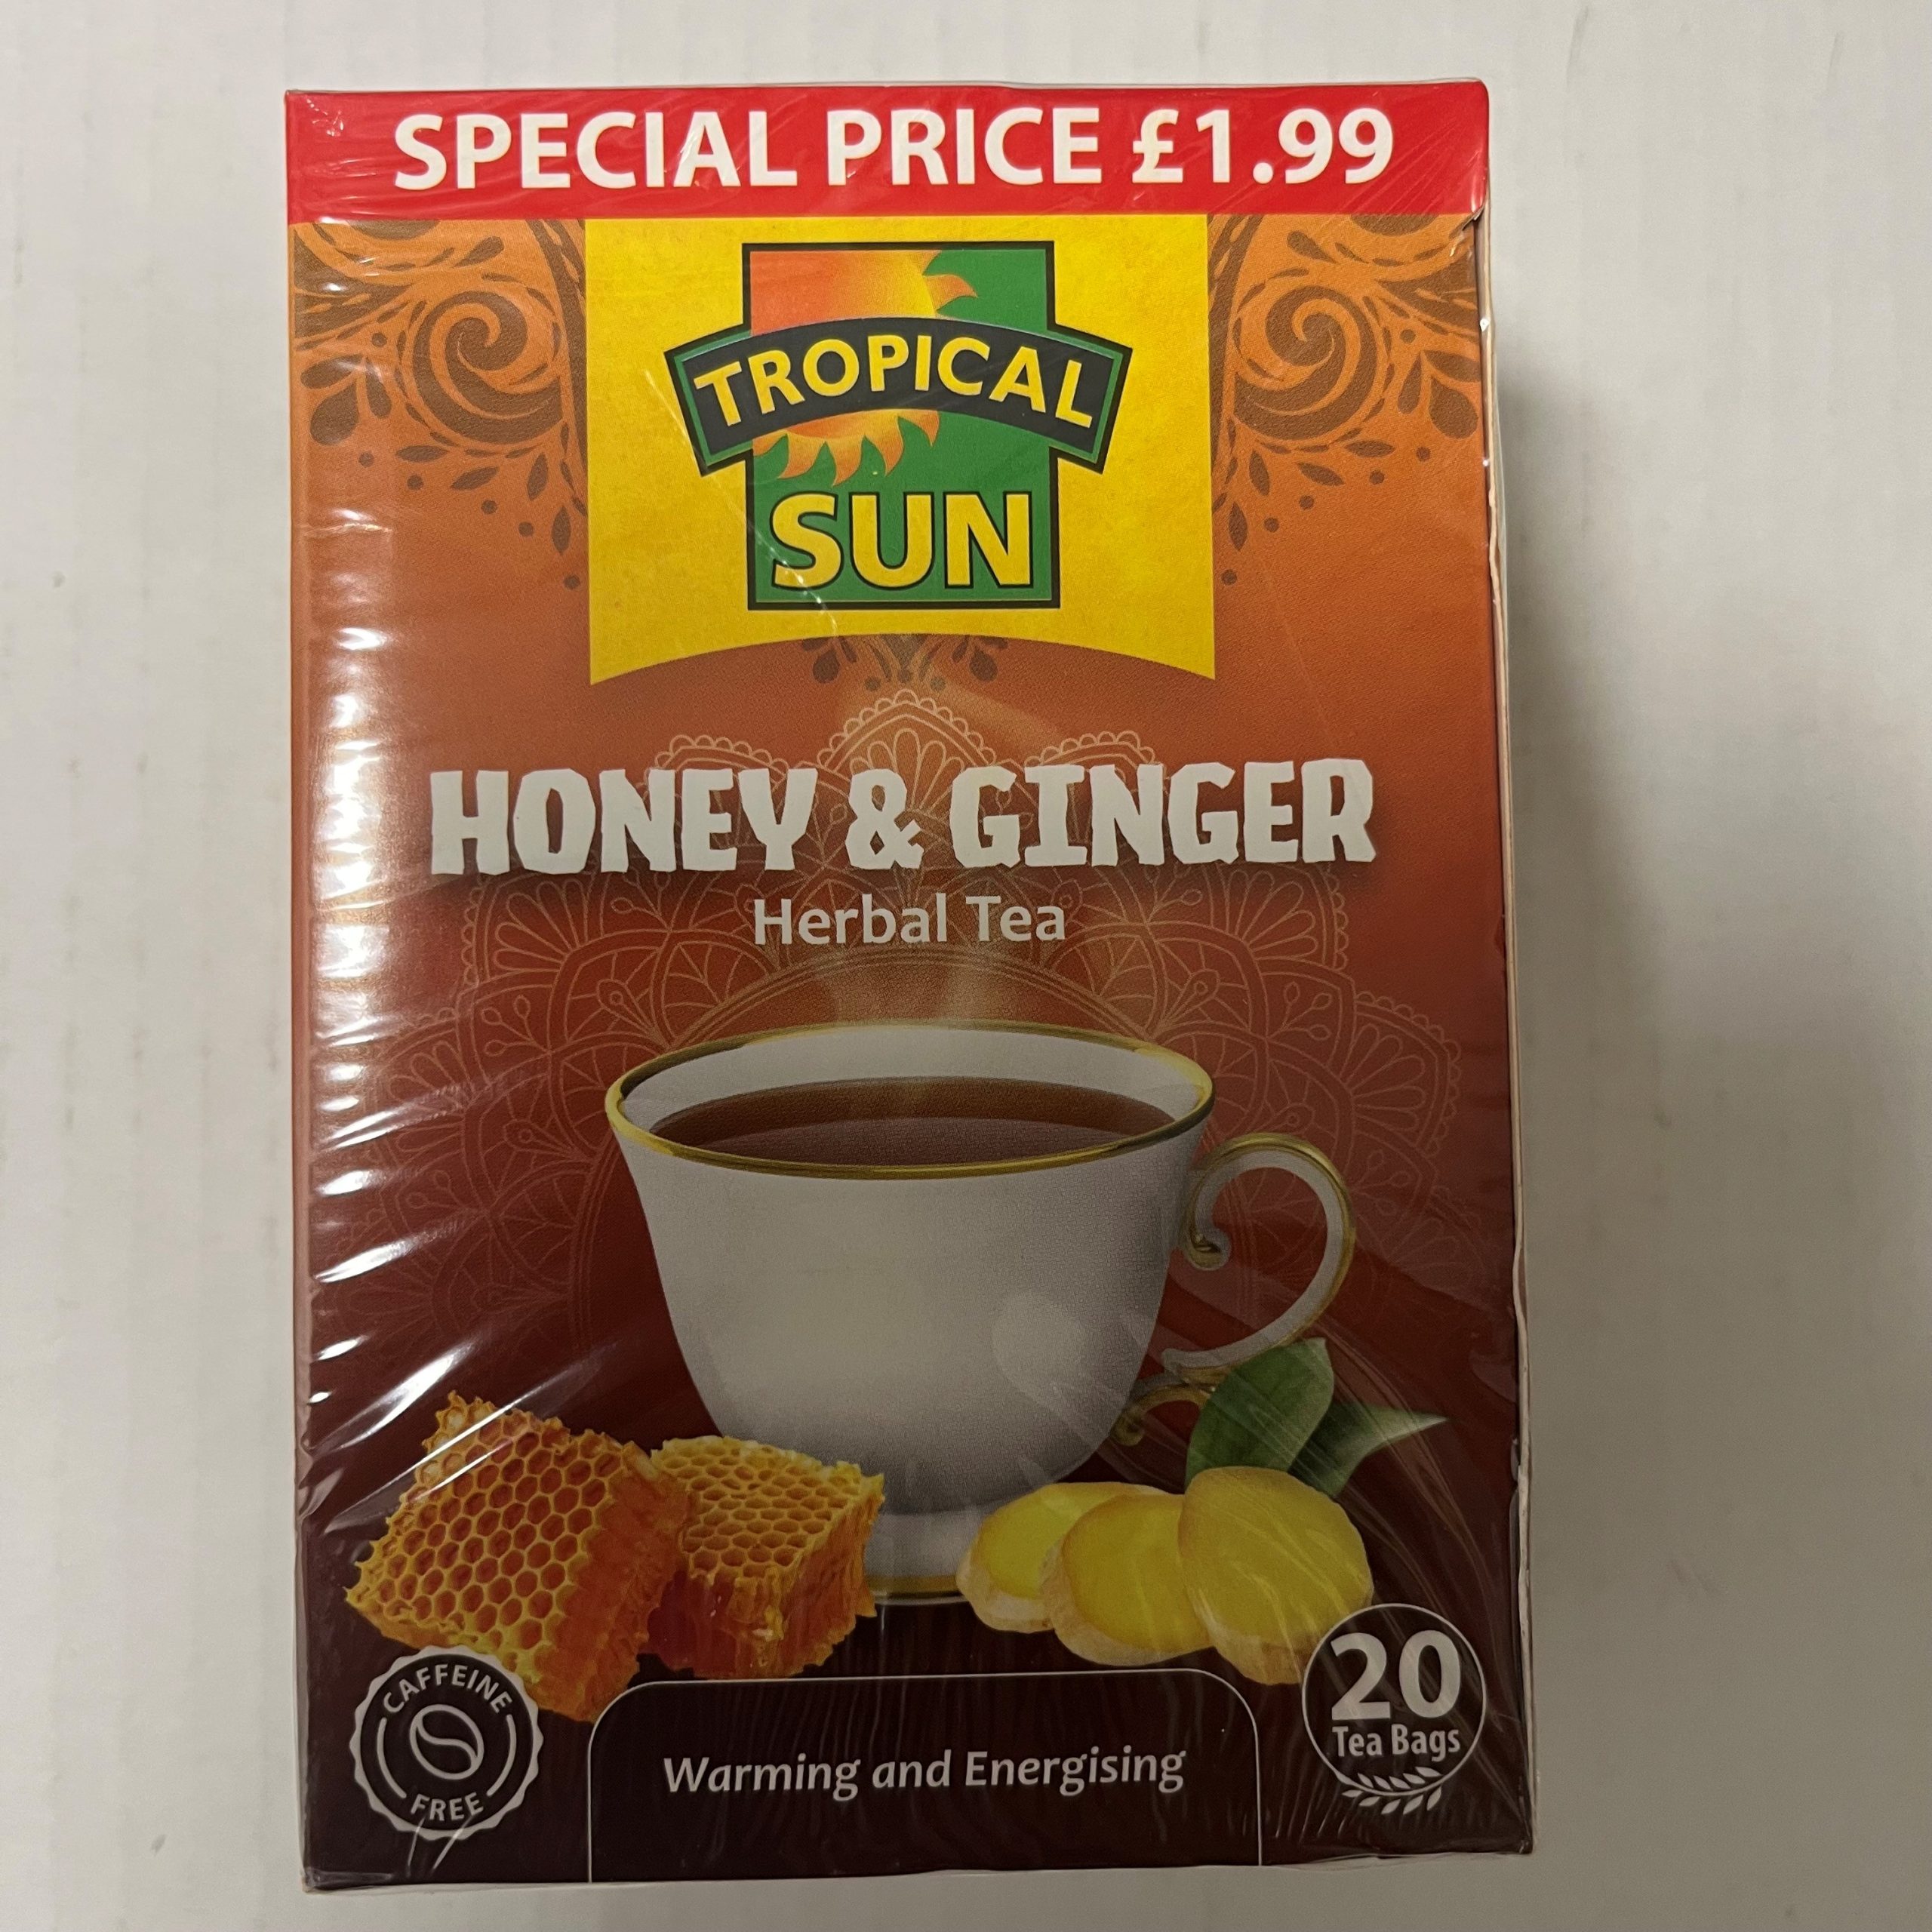 SPECIAL PRICE £1.99
TROPICAL
SUN
HONEY & GINGER
Herbal Tea
CAFFEINE
FREE
Warming and Energising
20
Tea Bags